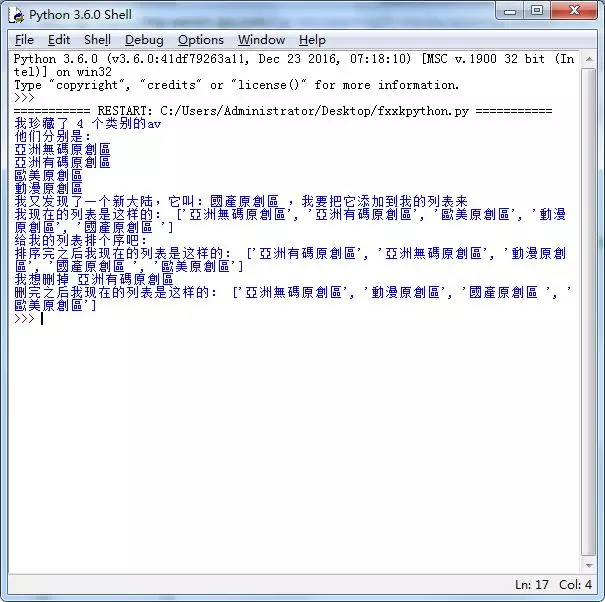 Python 3.6.0 Shell
File Edit Shell Debug Options Window Help
Python 3.6.0 (v3.6.0:41df79263a11, Dec 23 2016, 07:18:10) [MSC v.1900 32 bit (In
tel)] on win32
Type "copyright", "credits" or "license()" for more information.
>>>
=========== RESTART: C:/Users/Administrator/Desktop/fxxkpython.py ===========
我珍藏了 4 个类别的av
他们分别是:
亞洲無碼原創區
亞洲有碼原創區
歐美原創區
動漫原創區
我又发现了一个新大陆，它叫：國產原創區 ，我要把它添加到我的列表来
我现在的列表是这样的： ['亞洲無碼原創區', '亞洲有碼原創區', '歐美原創區', '動漫
原創區', '國產原創區 ']
给我的列表排个序吧:
排序完之后我现在的列表是这样的： ['亞洲有碼原創區', '亞洲無碼原創區', '動漫原創
區', '國產原創區 ', '歐美原創區']
我想删掉 亞洲有碼原創區
删完之后我现在的列表是这样的： ['亞洲無碼原創區', '動漫原創區', '國產原創區 ', '
歐美原創區']
>>>
Ln: 17 Col: 4